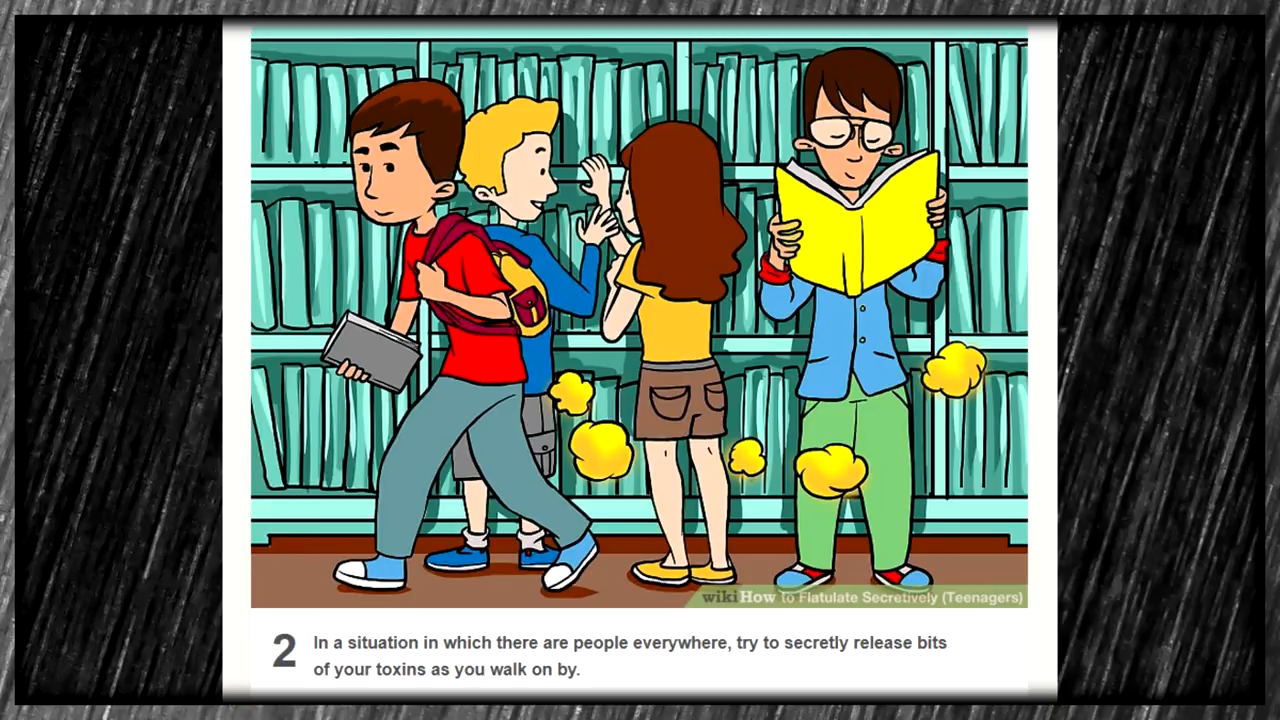 wikiHow to Flatulate Secretively (Teenagers)
2 In a situation in which there are people everywhere, try to secretly release bits
of your toxins as you walk on by.